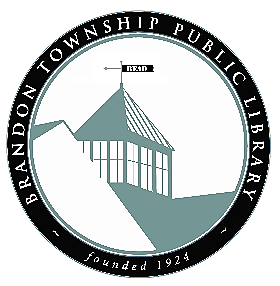 BRANDON TOWNSHIP PUBLIC LIBRARY
READ
~ founded 1924 ~